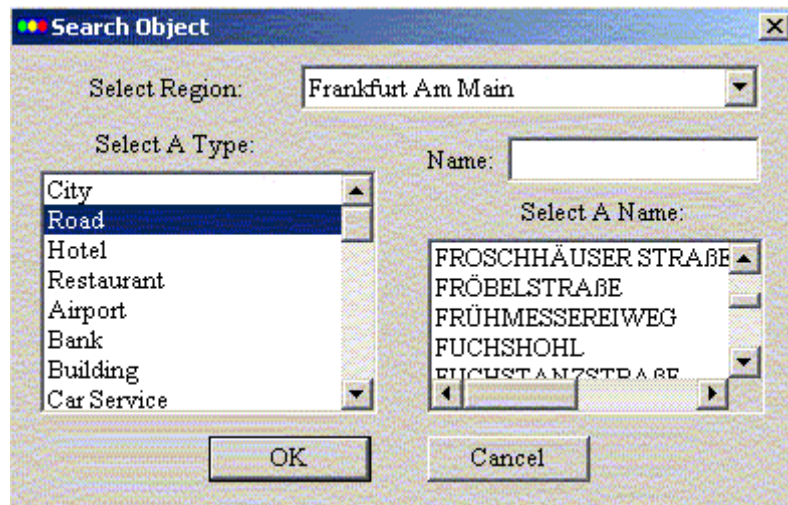 Search Object
Select Region:
Frankfurt Am Main
Select A Type:
City
Road
Hotel
Restaurant
Airport
Bank
Building
Car Service
Name:
Select A Name:
FROSCHHÄUSER STRAßE
FRÖBELSTRAßE
FRÜHMESSEREIWEG
FUCHSHOHL
FUCHSTANZSTRAßE
OK
Cancel